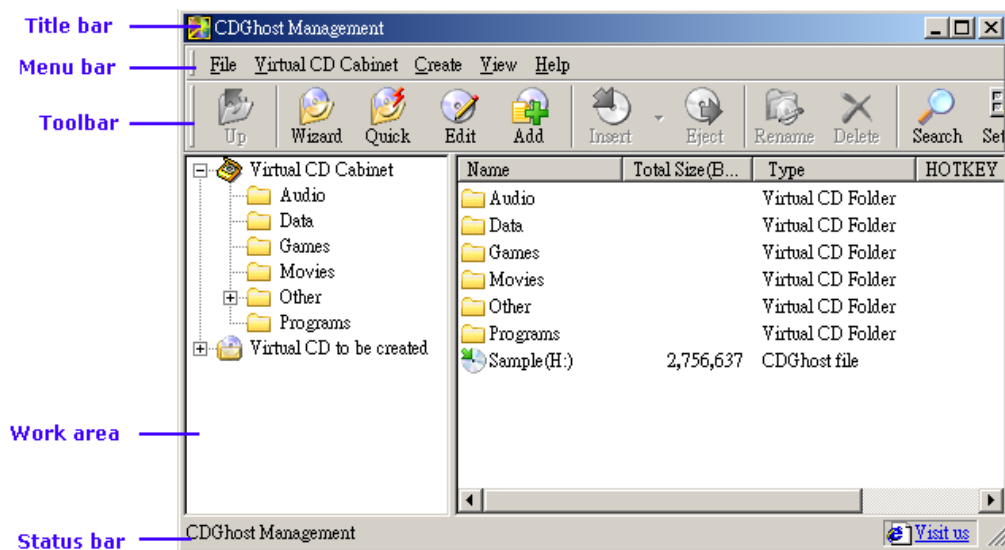 Title bar
CDGhost Management
Menu bar
File Virtual CD Cabinet Create View Help
Toolbar
Up Wizard Quick Edit Add Insert Eject Rename Delete Search Set
Virtual CD Cabinet
Audio
Data
Games
Movies
Other
Programs
Virtual CD to be created
Name Total Size(B... Type HOTKEY
Audio Virtual CD Folder
Data Virtual CD Folder
Games Virtual CD Folder
Movies Virtual CD Folder
Other Virtual CD Folder
Programs Virtual CD Folder
Sample(H:) 2,756,637 CDGhost file
Work area
Status bar
CDGhost Management Visit us